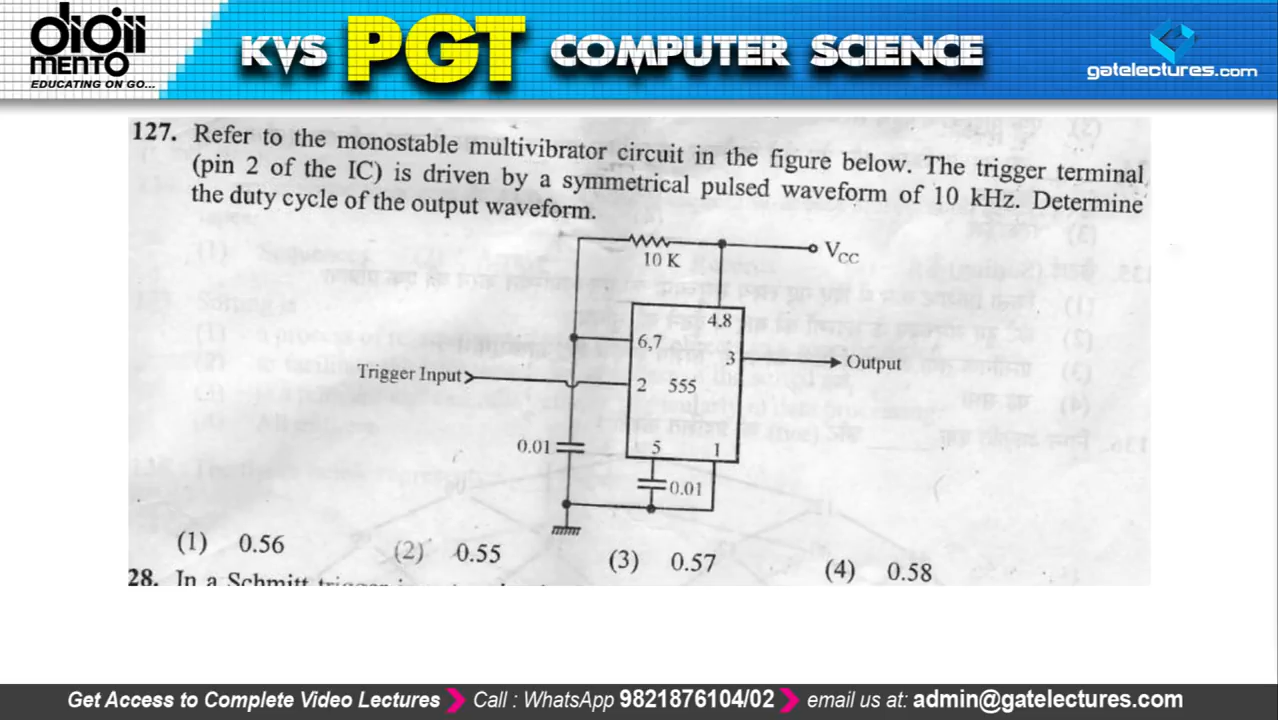 digii
MENTO
EDUCATING ON GO...
KVS PGT COMPUTER SCIENCE
gatelectures.com
127. Refer to the monostable multivibrator circuit in the figure below. The trigger terminal
(pin 2 of the IC) is driven by a symmetrical pulsed waveform of 10 kHz. Determine
the duty cycle of the output waveform.
10 K
VCC
4.8
6,7
3
Output
Trigger Input
2 555
0.01
5
1
0.01
(1) 0.56
(2) 0.55
(3) 0.57
(4) 0.58
28. In a Schmitt
Get Access to Complete Video Lectures Call : WhatsApp 9821876104/02 email us at: admin@gatelectures.com